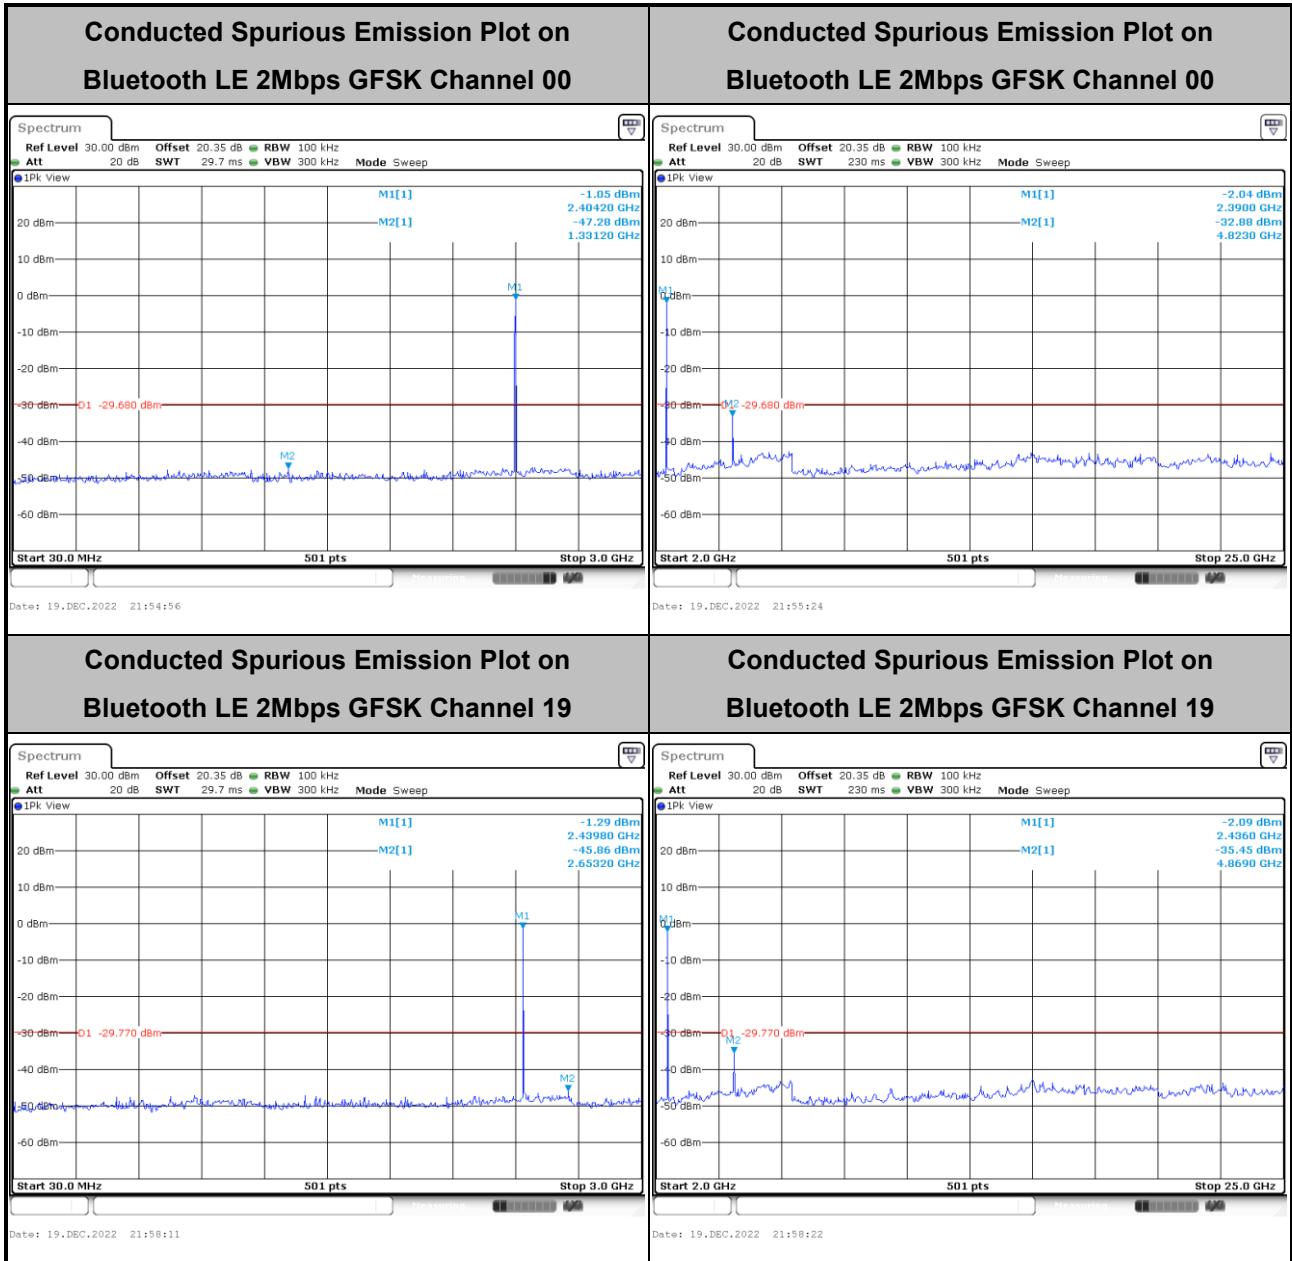 Conducted Spurious Emission Plot on
Bluetooth LE 2Mbps GFSK Channel 00
Spectrum
Ref Level 30.00 dBm Offset 20.35 dB RBW 100 kHz
Att 20 dB SWT 29.7 ms VBW 300 kHz Mode Sweep
1Pk View
M1[1] -1.05 dBm
2.40420 GHz
M2[1] -47.28 dBm
1.33120 GHz
20 dBm
10 dBm
M1
0 dBm
-10 dBm
-20 dBm
-30 dBm D1 -29.680 dBm
-40 dBm
M2
-50 dBm
-60 dBm
Start 30.0 MHz 501 pts Stop 3.0 GHz
Measuring
Date: 19.DEC.2022 21:54:56
Conducted Spurious Emission Plot on
Bluetooth LE 2Mbps GFSK Channel 00
Spectrum
Ref Level 30.00 dBm Offset 20.35 dB RBW 100 kHz
Att 20 dB SWT 230 ms VBW 300 kHz Mode Sweep
1Pk View
M1[1] -2.04 dBm
2.3900 GHz
M2[1] -32.88 dBm
4.8230 GHz
20 dBm
10 dBm
M1
0 dBm
-10 dBm
-20 dBm
-30 dBm D1 -29.680 dBm
M2
-40 dBm
-50 dBm
-60 dBm
Start 2.0 GHz 501 pts Stop 25.0 GHz
Measuring
Date: 19.DEC.2022 21:55:24
Conducted Spurious Emission Plot on
Bluetooth LE 2Mbps GFSK Channel 19
Spectrum
Ref Level 30.00 dBm Offset 20.35 dB RBW 100 kHz
Att 20 dB SWT 29.7 ms VBW 300 kHz Mode Sweep
1Pk View
M1[1] -1.29 dBm
2.43980 GHz
M2[1] -45.86 dBm
2.65320 GHz
20 dBm
10 dBm
M1
0 dBm
-10 dBm
-20 dBm
-30 dBm D1 -29.770 dBm
-40 dBm
M2
-50 dBm
-60 dBm
Start 30.0 MHz 501 pts Stop 3.0 GHz
Measuring
Date: 19.DEC.2022 21:58:11
Conducted Spurious Emission Plot on
Bluetooth LE 2Mbps GFSK Channel 19
Spectrum
Ref Level 30.00 dBm Offset 20.35 dB RBW 100 kHz
Att 20 dB SWT 230 ms VBW 300 kHz Mode Sweep
1Pk View
M1[1] -2.09 dBm
2.4360 GHz
M2[1] -35.45 dBm
4.8690 GHz
20 dBm
10 dBm
M1
0 dBm
-10 dBm
-20 dBm
-30 dBm D1 -29.770 dBm
M2
-40 dBm
-50 dBm
-60 dBm
Start 2.0 GHz 501 pts Stop 25.0 GHz
Measuring
Date: 19.DEC.2022 21:58:22